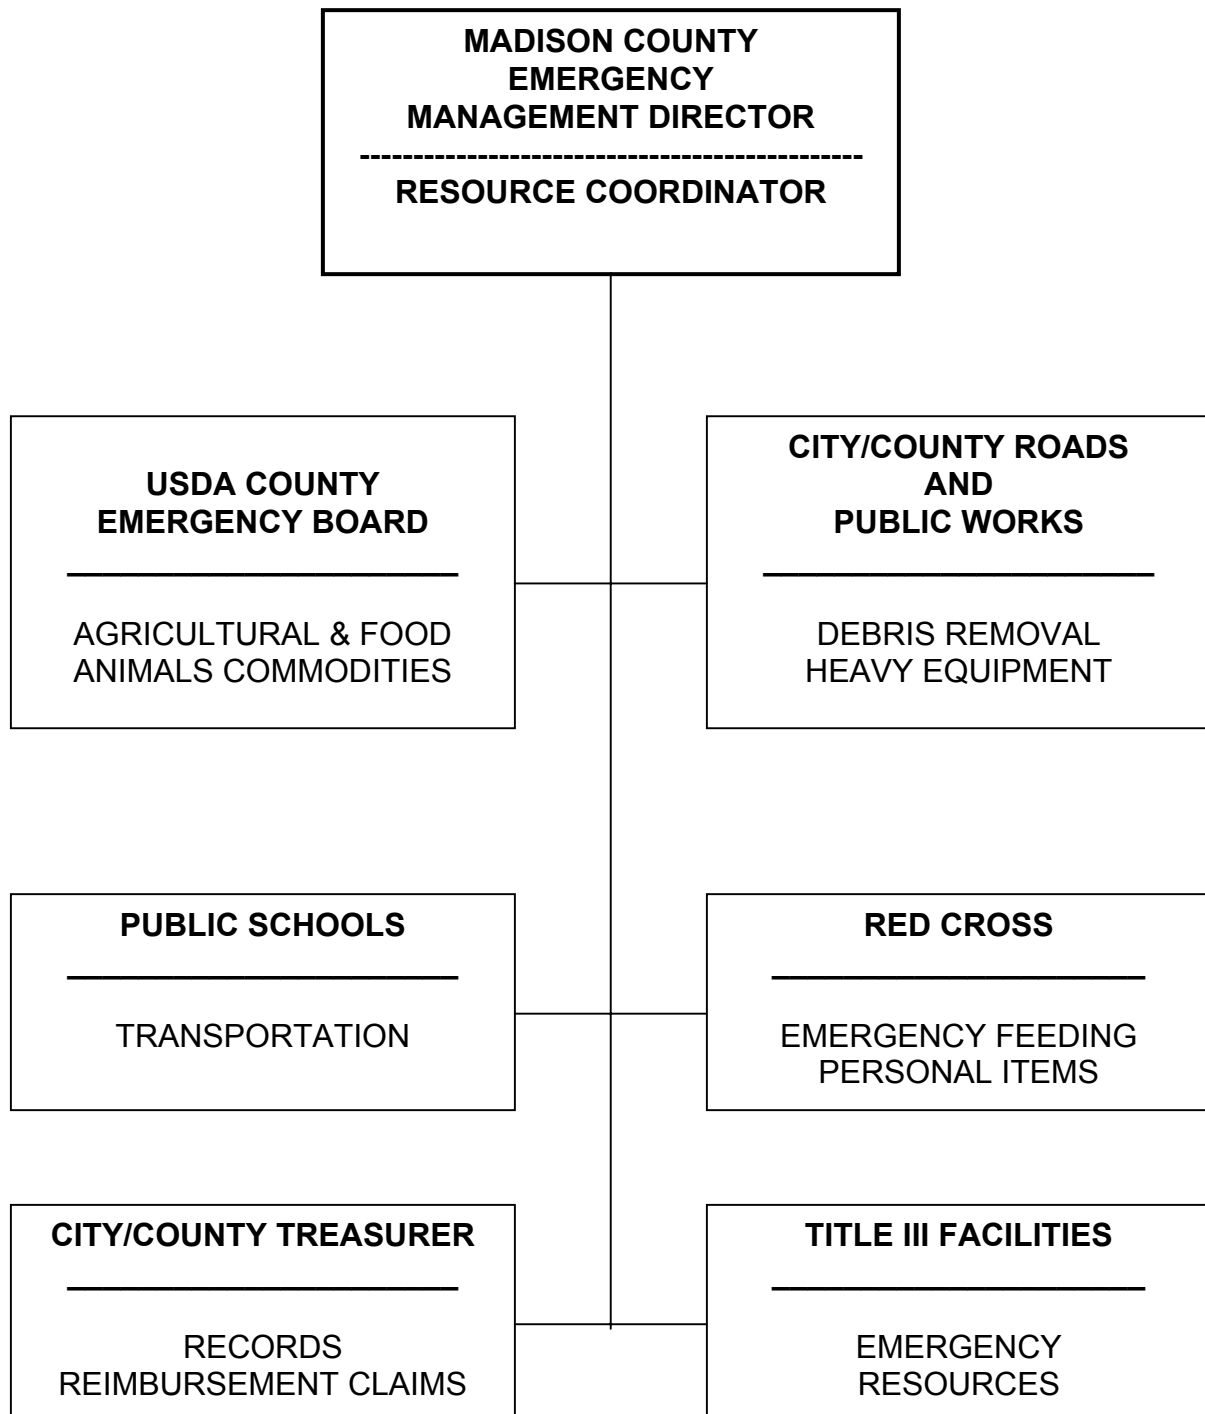 MADISON COUNTY
EMERGENCY
MANAGEMENT DIRECTOR
-----------------------------------------------
RESOURCE COORDINATOR
USDA COUNTY
EMERGENCY BOARD
AGRICULTURAL & FOOD
ANIMALS COMMODITIES
CITY/COUNTY ROADS
AND
PUBLIC WORKS
DEBRIS REMOVAL
HEAVY EQUIPMENT
PUBLIC SCHOOLS
TRANSPORTATION
RED CROSS
EMERGENCY FEEDING
PERSONAL ITEMS
CITY/COUNTY TREASURER
RECORDS
REIMBURSEMENT CLAIMS
TITLE III FACILITIES
EMERGENCY
RESOURCES